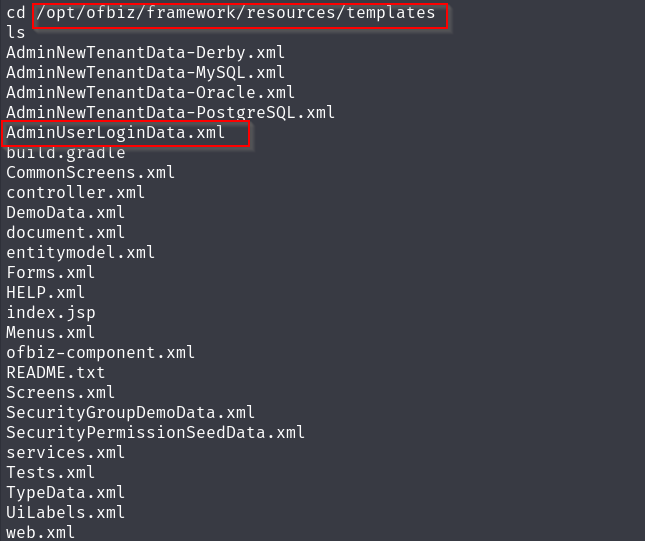 cd /opt/ofbiz/framework/resources/templates
ls
AdminNewTenantData-Derby.xml
AdminNewTenantData-MySQL.xml
AdminNewTenantData-Oracle.xml
AdminNewTenantData-PostgreSQL.xml
AdminUserLoginData.xml
build.gradle
CommonScreens.xml
controller.xml
DemoData.xml
document.xml
entitymodel.xml
Forms.xml
HELP.xml
index.jsp
Menus.xml
ofbiz-component.xml
README.txt
Screens.xml
SecurityGroupDemoData.xml
SecurityPermissionSeedData.xml
services.xml
Tests.xml
TypeData.xml
UiLabels.xml
web.xml